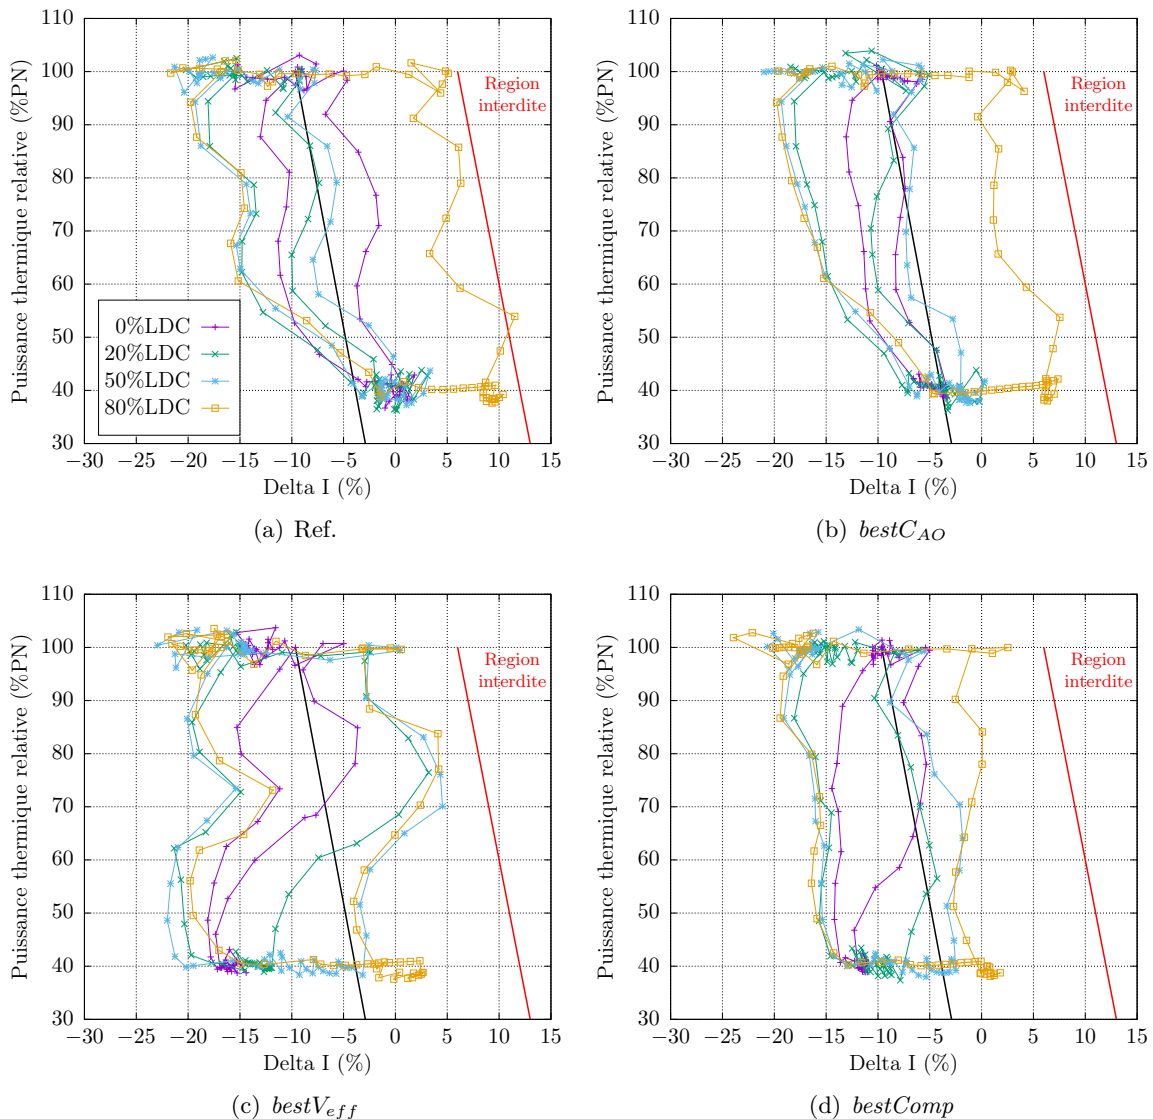 110
100
90
80
70
60
50
40
30
Puissance thermique relative (%PN)
Region
interdite
0%LDC
20%LDC
50%LDC
80%LDC
−30 −25 −20 −15 −10 −5 0 5 10 15
Delta I (%)
(a) Ref.
110
100
90
80
70
60
50
40
30
Puissance thermique relative (%PN)
Region
interdite
−30 −25 −20 −15 −10 −5 0 5 10 15
Delta I (%)
(b) bestC_{AO}
110
100
90
80
70
60
50
40
30
Puissance thermique relative (%PN)
Region
interdite
−30 −25 −20 −15 −10 −5 0 5 10 15
Delta I (%)
(c) bestV_{eff}
110
100
90
80
70
60
50
40
30
Puissance thermique relative (%PN)
Region
interdite
−30 −25 −20 −15 −10 −5 0 5 10 15
Delta I (%)
(d) bestComp